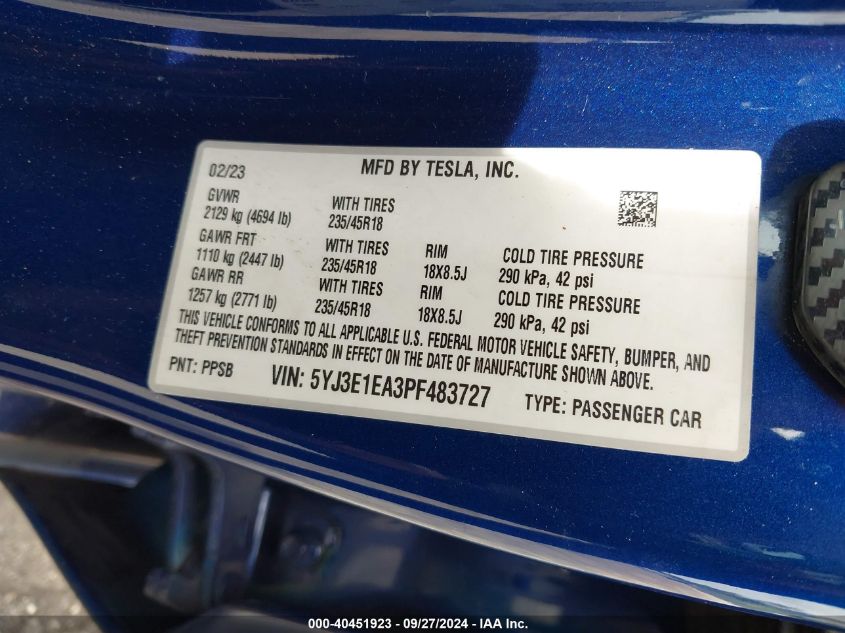 02/23 MFD BY TESLA, INC.
GVWR
2129 kg (4694 lb) WITH TIRES
235/45R18
GAWR FRT
1110 kg (2447 lb) WITH TIRES RIM COLD TIRE PRESSURE
235/45R18 18X8.5J 290 kPa, 42 psi
GAWR RR
1257 kg (2771 lb) WITH TIRES RIM COLD TIRE PRESSURE
235/45R18 18X8.5J 290 kPa, 42 psi
THIS VEHICLE CONFORMS TO ALL APPLICABLE U.S. FEDERAL MOTOR VEHICLE SAFETY, BUMPER, AND
THEFT PREVENTION STANDARDS IN EFFECT ON THE DATE OF MANUFACTURE SHOWN ABOVE.
PNT: PPSB VIN: 5YJ3E1EA3PF483727 TYPE: PASSENGER CAR
000-40451923 - 09/27/2024 - IAA Inc.